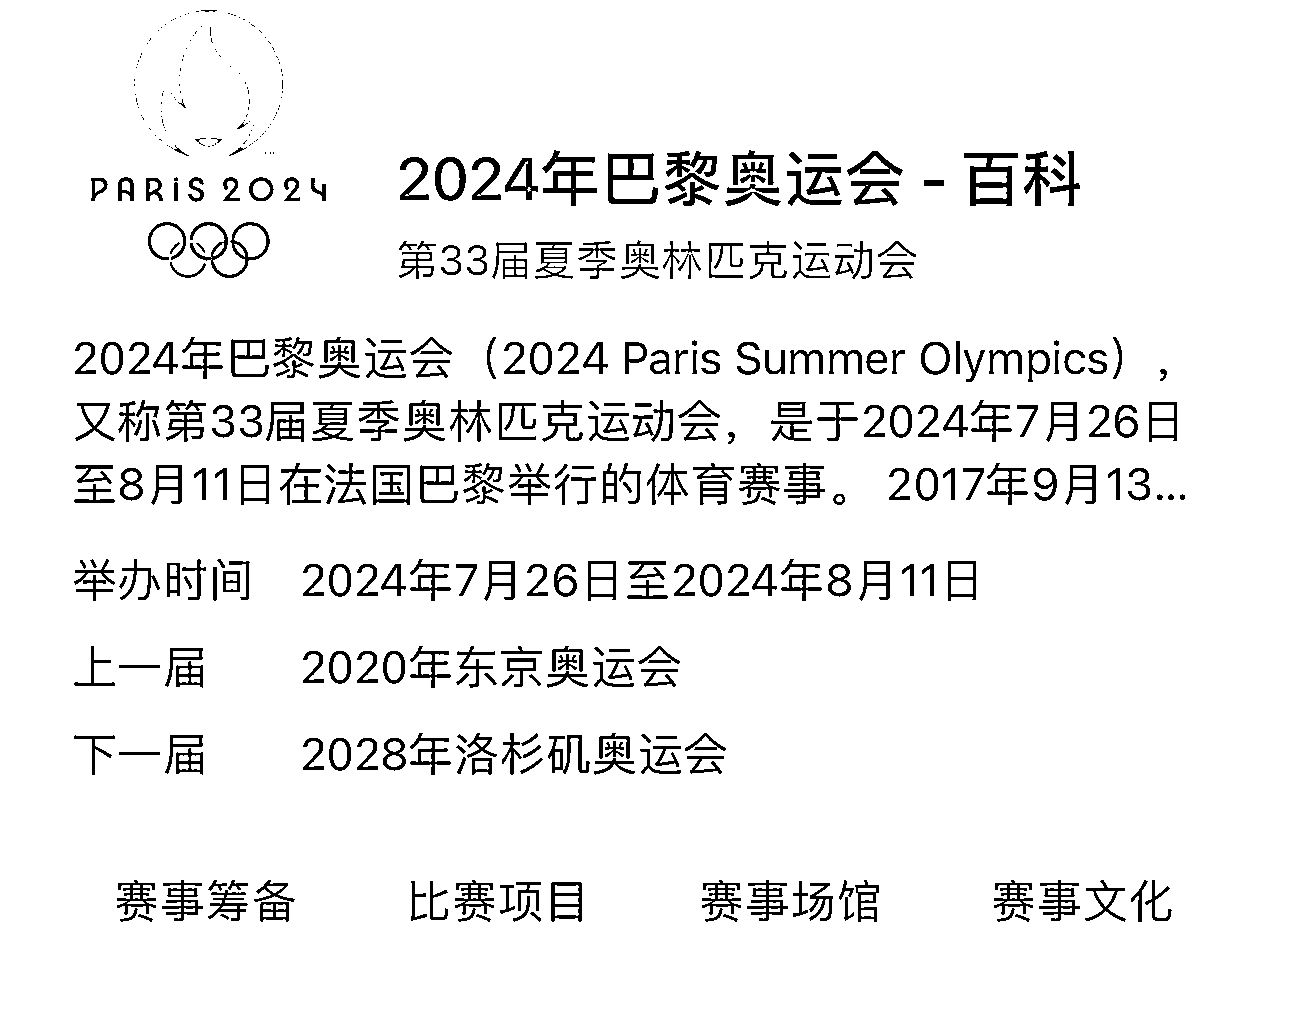 PARIS 2024
2024年巴黎奥运会 - 百科
第33届夏季奥林匹克运动会
2024年巴黎奥运会（2024 Paris Summer Olympics），
又称第33届夏季奥林匹克运动会，是于2024年7月26日
至8月11日在法国巴黎举行的体育赛事。 2017年9月13...
举办时间 2024年7月26日至2024年8月11日
上一届 2020年东京奥运会
下一届 2028年洛杉矶奥运会
赛事筹备 比赛项目 赛事场馆 赛事文化